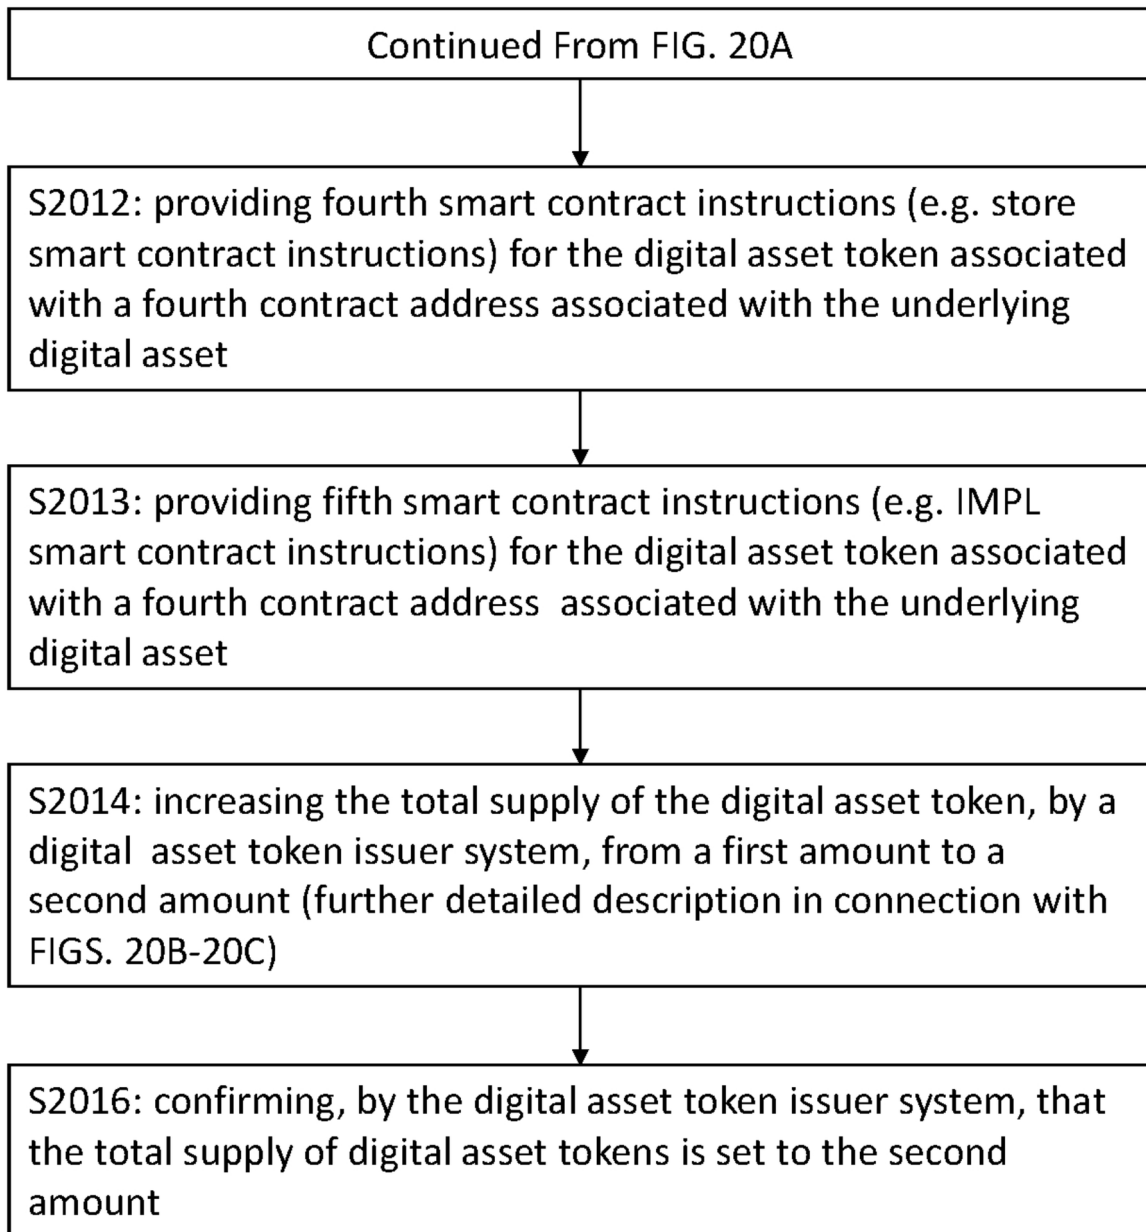 Continued From FIG. 20A
S2012: providing fourth smart contract instructions (e.g. store
smart contract instructions) for the digital asset token associated
with a fourth contract address associated with the underlying
digital asset
S2013: providing fifth smart contract instructions (e.g. IMPL
smart contract instructions) for the digital asset token associated
with a fourth contract address  associated with the underlying
digital asset
S2014: increasing the total supply of the digital asset token, by a
digital  asset token issuer system, from a first amount to a
second amount (further detailed description in connection with
FIGS. 20B-20C)
S2016: confirming, by the digital asset token issuer system, that
the total supply of digital asset tokens is set to the second
amount